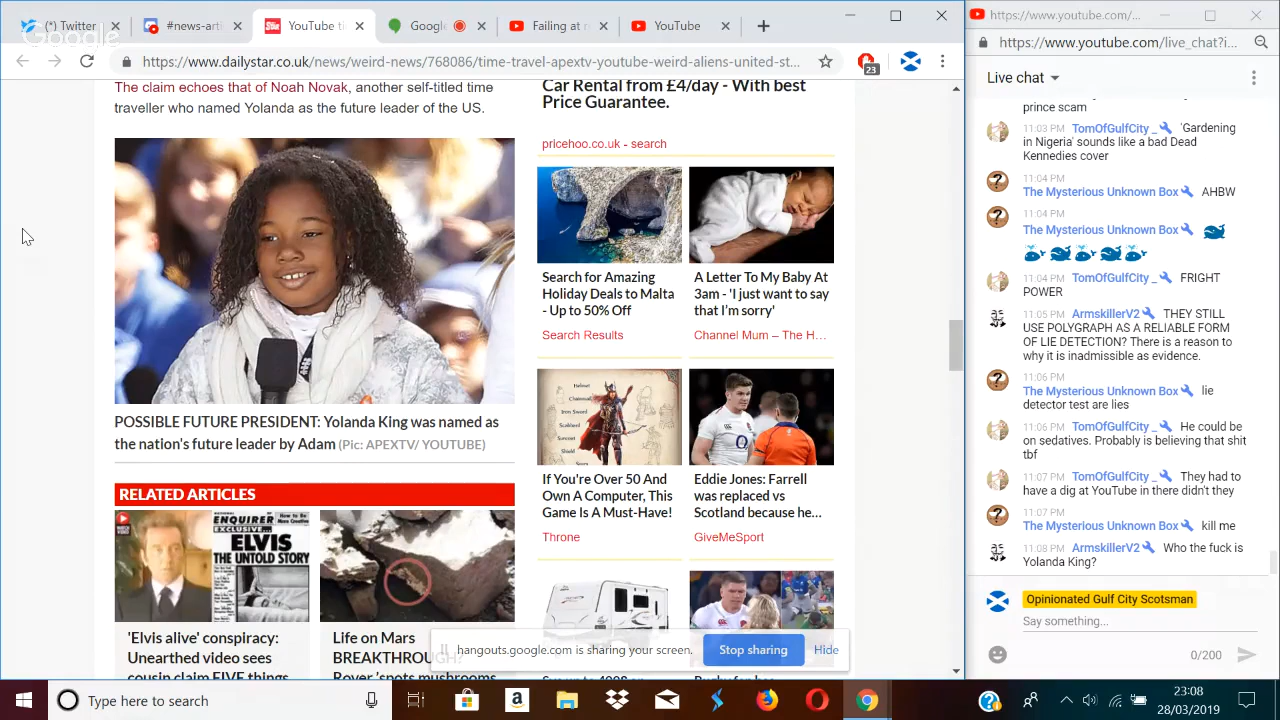 (*) Twitter
#news-arti
YouTube ti
Google
Failing at r
YouTube
https://www.youtube.com/...
Google
https://www.dailystar.co.uk/news/weird-news/768086/time-travel-apextv-youtube-weird-aliens-united-st...
23
https://www.youtube.com/live_chat?i...
The claim echoes that of Noah Novak, another self-titled time
traveller who named Yolanda as the future leader of the US.
POSSIBLE FUTURE PRESIDENT: Yolanda King was named as
the nation's future leader by Adam (Pic: APEXTV/ YOUTUBE)
RELATED ARTICLES
WATCH VIDEO
ENQUIRER
EXCLUSIVE...
ELVIS
THE UNTOLD STORY
'Elvis alive' conspiracy:
Unearthed video sees
cousin claim FIVE things
Life on Mars
BREAKTHROUGH?
Rover 'spots mushrooms
Car Rental from £4/day - With best
Price Guarantee.
pricehoo.co.uk - search
Search for Amazing
Holiday Deals to Malta
- Up to 50% Off
Search Results
A Letter To My Baby At
3am - 'I just want to say
that I'm sorry'
Channel Mum – The H...
Helmet
If You're Over 50 And
Own A Computer, This
Game Is A Must-Have!
Throne
O2
Eddie Jones: Farrell
was replaced vs
Scotland because he...
GiveMeSport
hangouts.google.com is sharing your screen.
Stop sharing
Hide
Live chat
prince scam
11:03 PM TomOfGulfCity _ 'Gardening
in Nigeria' sounds like a bad Dead
Kennedies cover
11:04 PM
The Mysterious Unknown Box AHBW
11:04 PM
The Mysterious Unknown Box
11:04 PM TomOfGulfCity _ FRIGHT
POWER
11:05 PM ArmskillerV2 THEY STILL
USE POLYGRAPH AS A RELIABLE FORM
OF LIE DETECTION? There is a reason to
why it is inadmissible as evidence.
11:06 PM
The Mysterious Unknown Box lie
detector test are lies
11:06 PM TomOfGulfCity _ He could be
on sedatives. Probably is believing that shit
tbf
11:07 PM TomOfGulfCity _ They had to
have a dig at YouTube in there didn't they
11:07 PM
The Mysterious Unknown Box kill me
11:08 PM ArmskillerV2 Who the fuck is
Yolanda King?
Opinionated Gulf City Scotsman
Say something...
0/200
Type here to search
23:08
28/03/2019